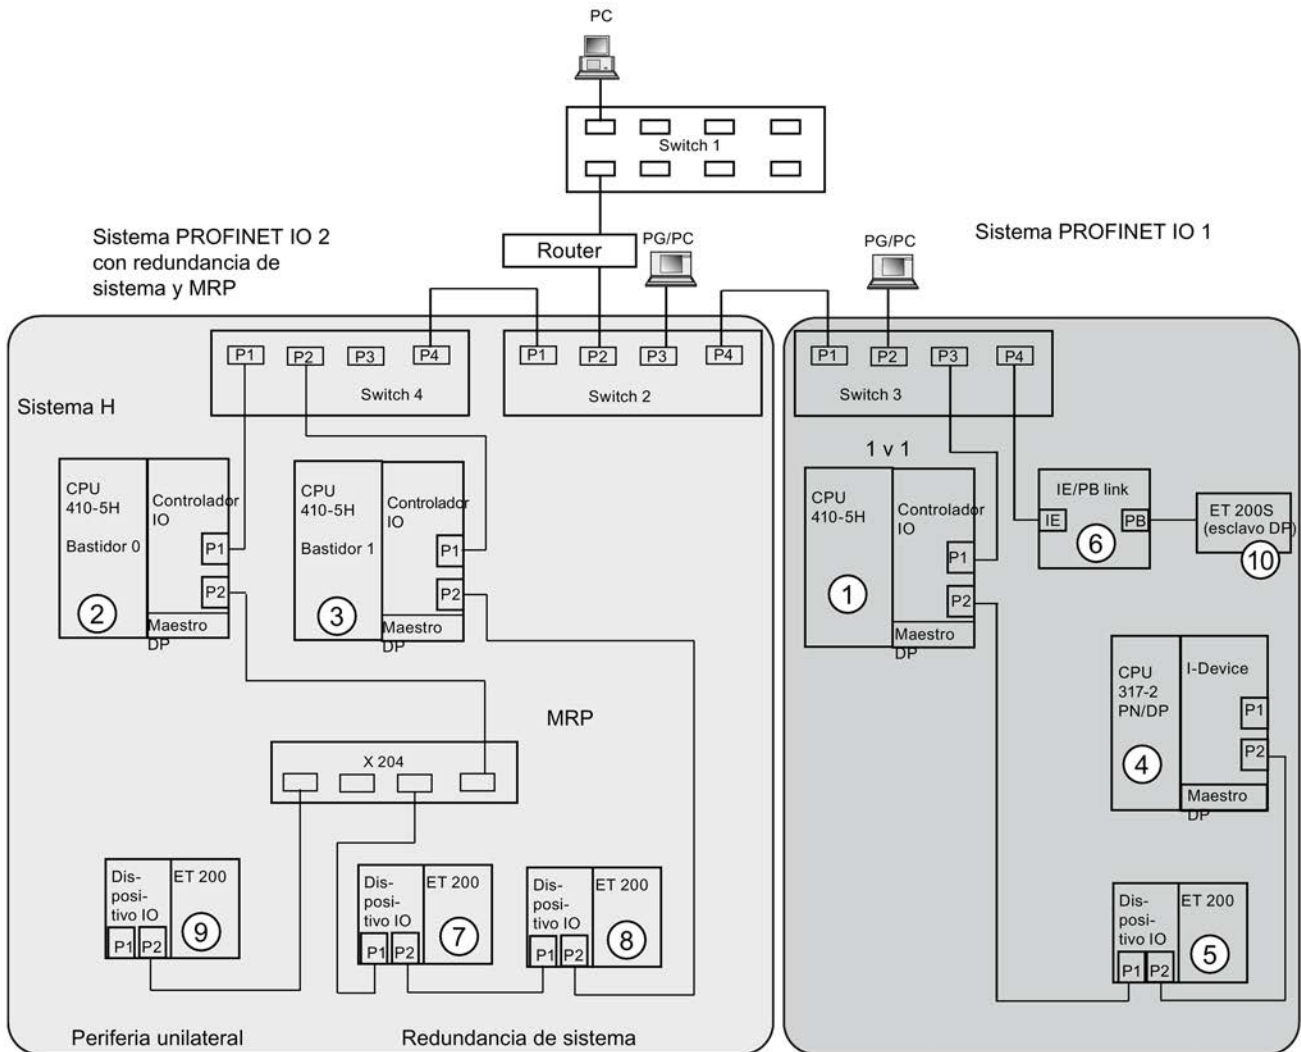 PC
Switch 1
Sistema PROFINET IO 2
con redundancia de
sistema y MRP
Router
PG/PC
PG/PC
Sistema PROFINET IO 1
P1
P2
P3
P4
Switch 4
P1
P2
P3
P4
Switch 2
P1
P2
P3
P4
Switch 3
Sistema H
CPU
410-5H
Bastidor 0
2
Controlador
IO
P1
P2
Maestro
DP
CPU
410-5H
Bastidor 1
3
Controlador
IO
P1
P2
Maestro
DP
1 v 1
CPU
410-5H
1
Controlador
IO
P1
P2
Maestro
DP
IE/PB link
IE
PB
6
ET 200S
(esclavo DP)
10
CPU
317-2
PN/DP
4
I-Device
P1
P2
Maestro
DP
MRP
X 204
Dis-
posi-
tivo IO
P1
P2
ET 200
9
Dis-
posi-
tivo IO
P1
P2
ET 200
7
Dis-
posi-
tivo IO
P1
P2
ET 200
8
Dis-
posi-
tivo IO
P1
P2
ET 200
5
Periferia unilateral
Redundancia de sistema